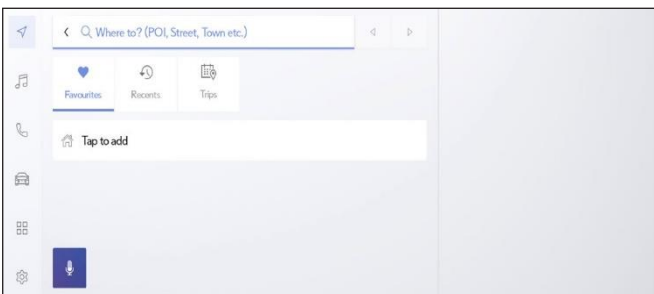 Where to? (POI, Street, Town etc.)
Favourites Recents Trips
Tap to add